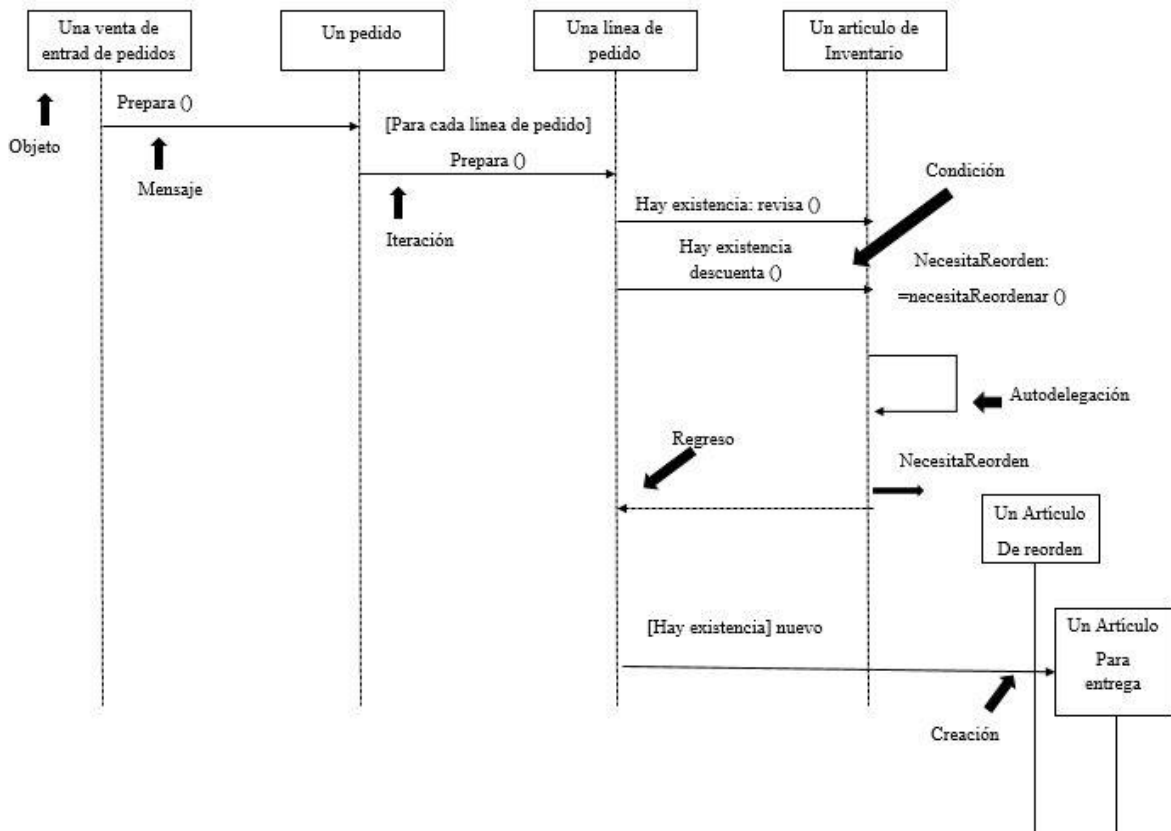 Una venta de
entrad de pedidos
Un pedido
Una línea de
pedido
Un artículo de
Inventario
Prepara ()
[Para cada línea de pedido]
Objeto
Prepara ()
Mensaje
Condición
Hay existencia: revisa ()
Iteración
Hay existencia
descuenta ()
NecesitaReorden:
=necesitaReordenar ()
Autodelegación
Regreso
NecesitaReorden
Un Artículo
De reorden
[Hay existencia] nuevo
Un Artículo
Para
entrega
Creación